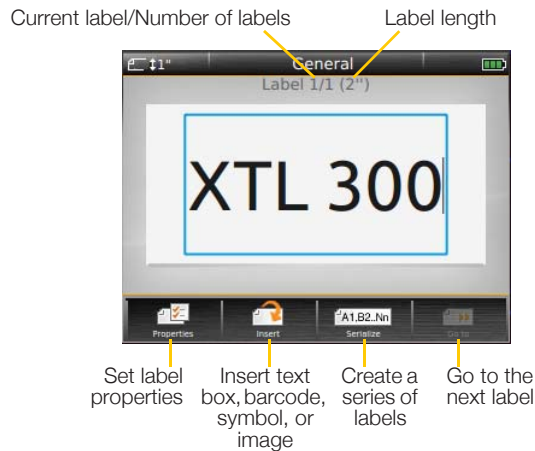 Current label/Number of labels Label length
1" General
Label 1/1 (2")
XTL 300
A1,B2..Nn
Properties Insert Serialize Go to
Set label Insert text Create a Go to the
properties box, barcode, series of next label
symbol, or labels
image